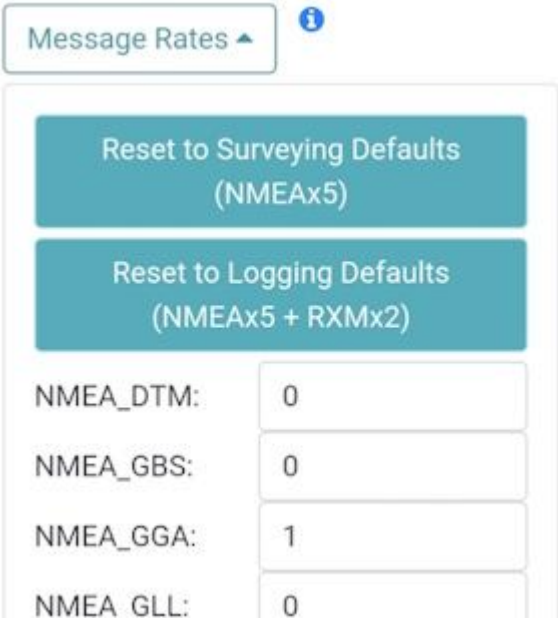 Message Rates
Reset to Surveying Defaults
(NMEAx5)
Reset to Logging Defaults
(NMEAx5 + RXMx2)
NMEA_DTM: 0
NMEA_GBS: 0
NMEA_GGA: 1
NMEA_GLL: 0